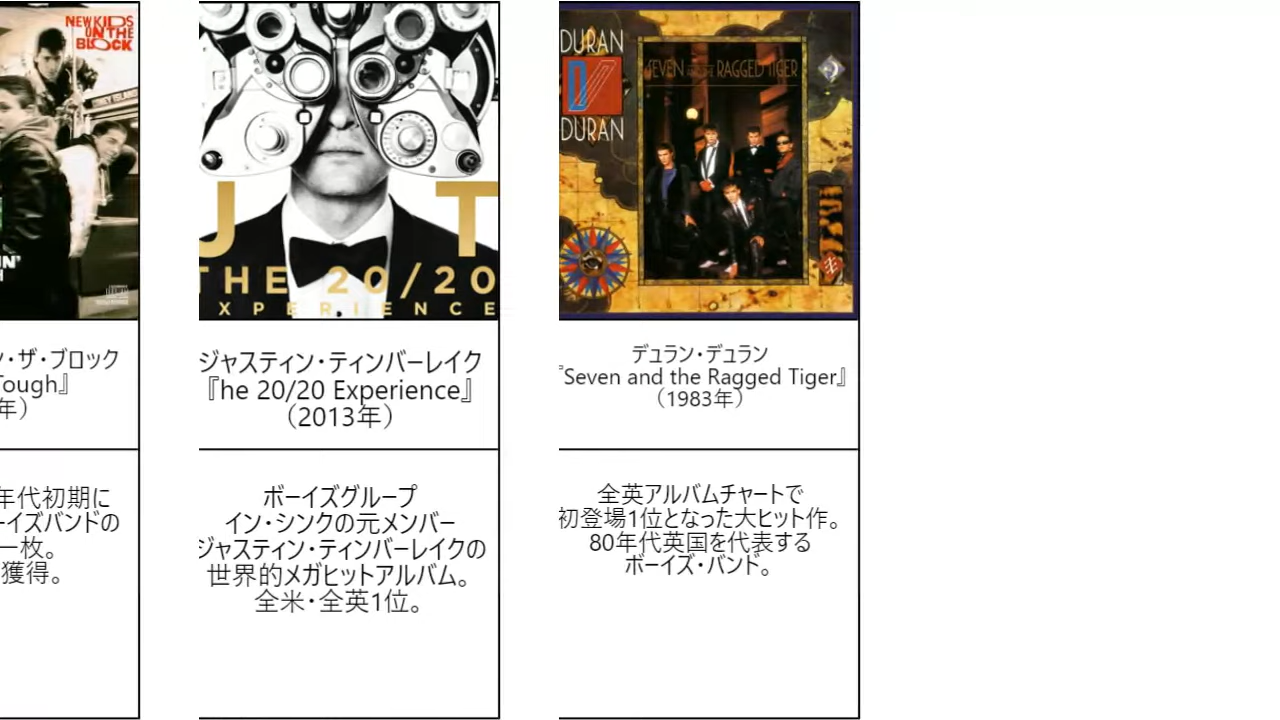 NEW KIDS
ON THE
BLOCK
IN'
H
ン・ザ・ブロック
Tough』
年）
年代初期に
ーイズバンドの
一枚。
獲得。
J T
THE 20/20
XPERIENCE
ジャスティン・ティンバーレイク
『he 20/20 Experience』
（2013年）
ボーイズグループ
イン・シンクの元メンバー
ジャスティン・ティンバーレイクの
世界的メガヒットアルバム。
全米・全英1位。
DURAN
DURAN
SEVEN AND THE RAGGED TIGER
デュラン・デュラン
『Seven and the Ragged Tiger』
（1983年）
全英アルバムチャートで
初登場1位となった大ヒット作。
80年代英国を代表する
ボーイズ・バンド。